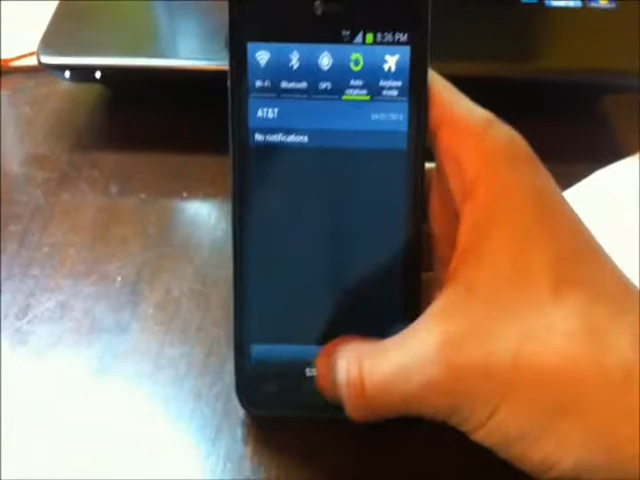 8:36 PM
Wi-Fi Bluetooth GPS Auto rotation Airplane mode
AT&T
No notifications